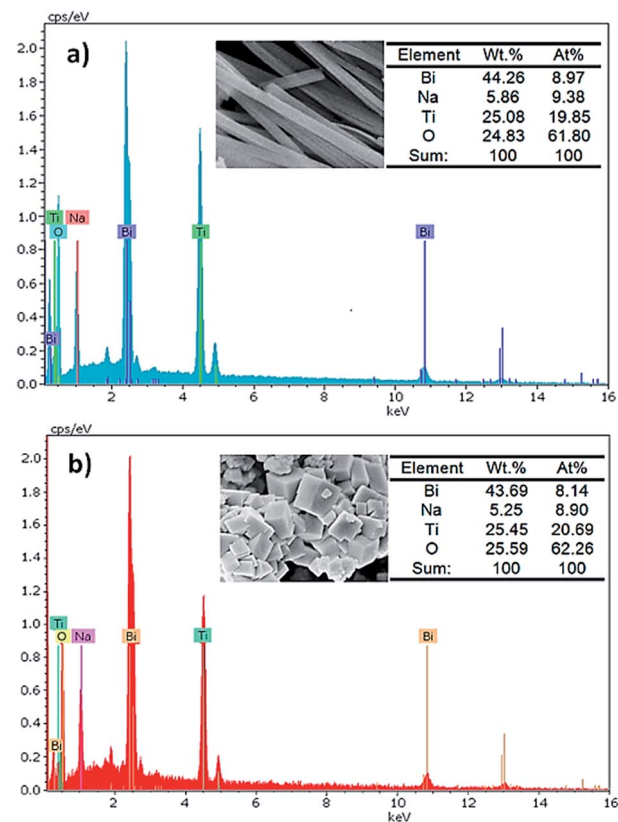 cps/eV
a)
Element Wt.% At%
Bi 44.26 8.97
Na 5.86 9.38
Ti 25.08 19.85
O 24.83 61.80
Sum: 100 100
2.0
1.8
1.6
1.4
1.2
1.0
0.8
0.6
0.4
0.2
0.0
Ti Na
O Bi Ti Bi
Bi
2 4 6 8 10 12 14 16
keV
cps/eV
b)
Element Wt.% At%
Bi 43.69 8.14
Na 5.25 8.90
Ti 25.45 20.69
O 25.59 62.26
Sum: 100 100
2.0
1.8
1.6
1.4
1.2
1.0
0.8
0.6
0.4
0.2
0.0
Ti
O Na Bi Ti Bi
Bi
2 4 6 8 10 12 14 16
keV